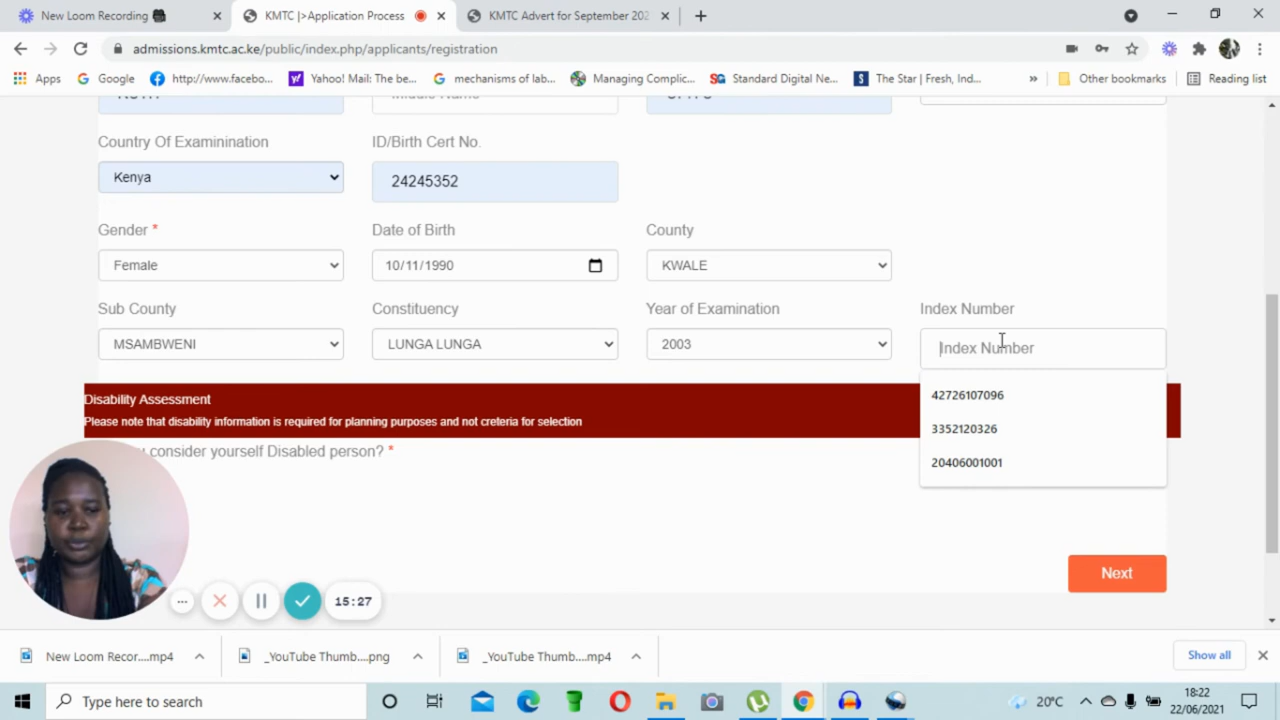 New Loom Recording
KMTC |>Application Process
KMTC Advert for September 202
admissions.kmtc.ac.ke/public/index.php/applicants/registration
Apps
Google
http://www.facebo...
Yahoo! Mail: The be...
mechanisms of lab...
Managing Complic...
SG Standard Digital Ne...
The Star | Fresh, Ind...
»
Other bookmarks
Reading list
Country Of Examinination
ID/Birth Cert No.
Kenya
24245352
Gender *
Date of Birth
County
Female
10/11/1990
KWALE
Sub County
Constituency
Year of Examination
Index Number
MSAMBWENI
LUNGA LUNGA
2003
Index Number
42726107096
3352120326
20406001001
Disability Assessment
Please note that disability information is required for planning purposes and not creteria for selection
consider yourself Disabled person? *
Next
15:27
New Loom Recor....mp4
_YouTube Thumb....png
_YouTube Thumb....mp4
Show all
Type here to search
20°C
18:22
22/06/2021